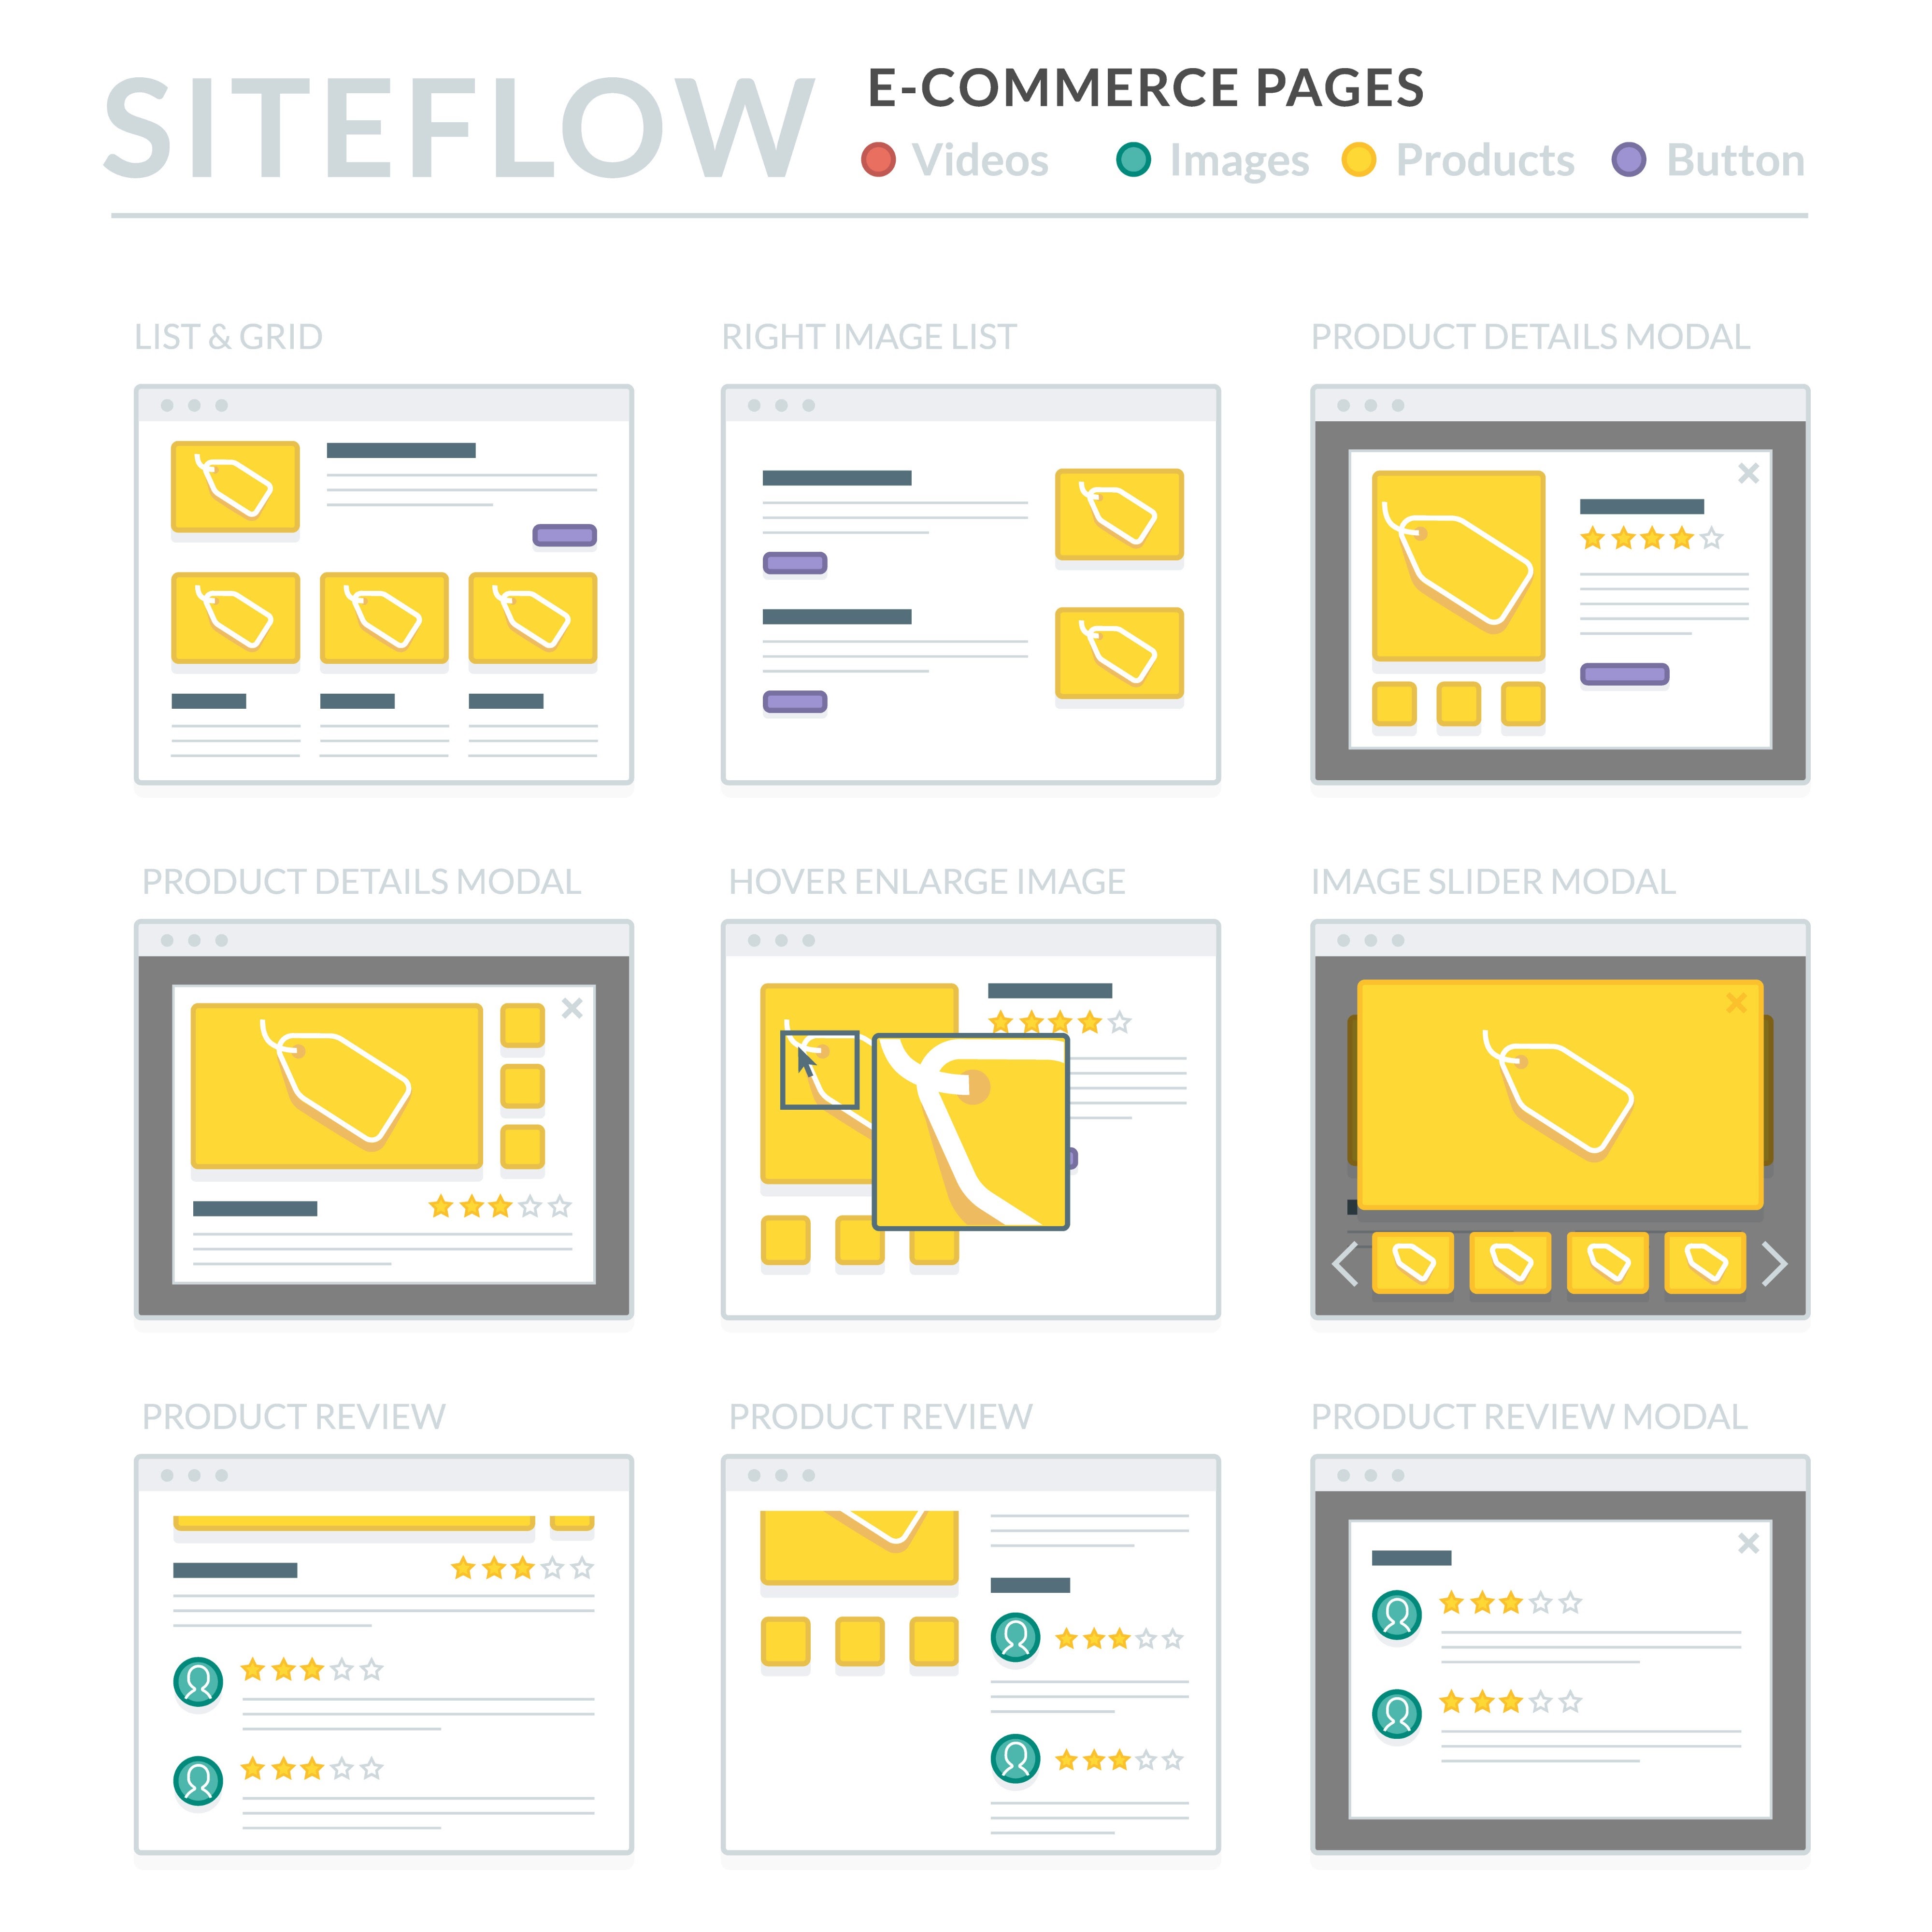 SITEFLOW
E-COMMERCE PAGES
Videos Images Products Button
LIST & GRID
RIGHT IMAGE LIST
PRODUCT DETAILS MODAL
PRODUCT DETAILS MODAL
HOVER ENLARGE IMAGE
IMAGE SLIDER MODAL
PRODUCT REVIEW
PRODUCT REVIEW
PRODUCT REVIEW MODAL